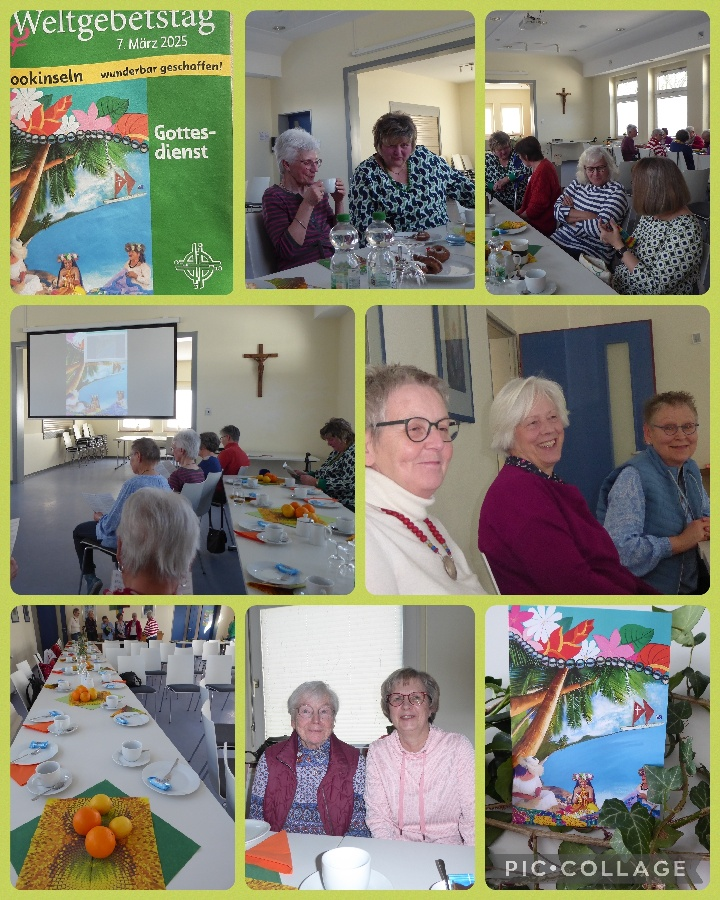 Weltgebetstag
7. März 2025
ookinseln wunderbar geschaffen!
Gottes-
dienst
PIC•COLLAGE